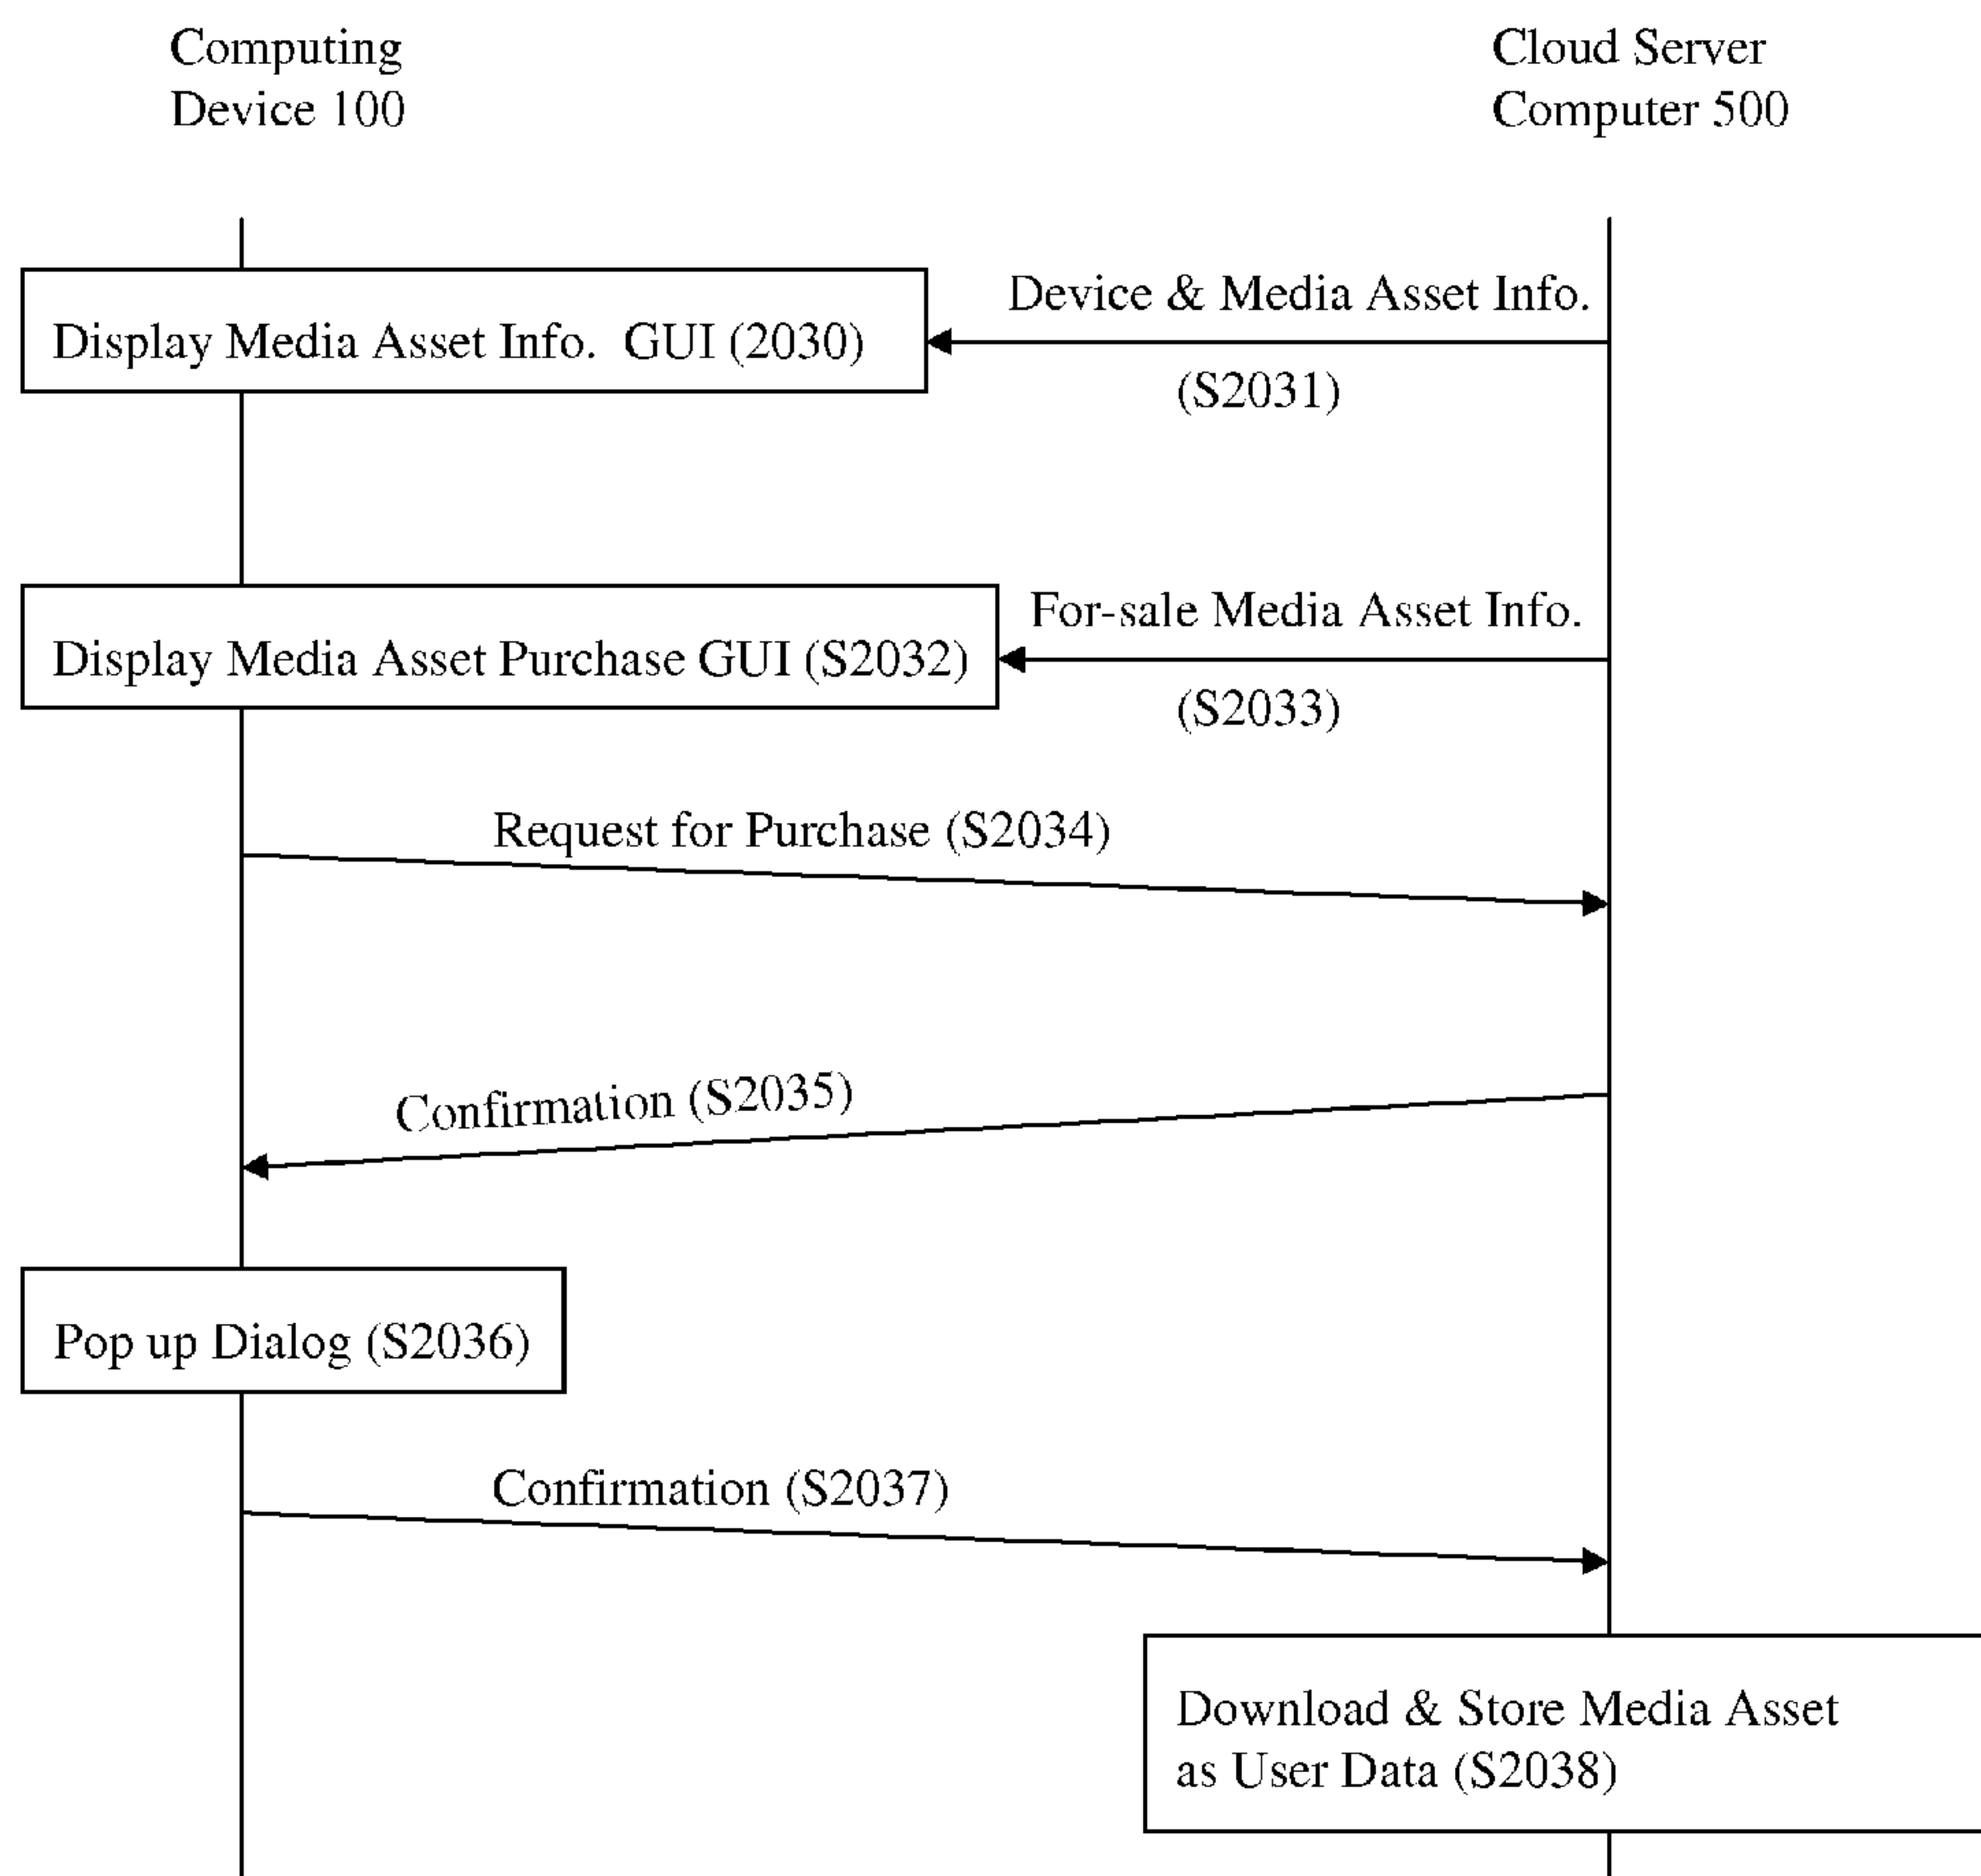 Computing
Device 100
Cloud Server
Computer 500
Device & Media Asset Info.
Display Media Asset Info. GUI (2030)
(S2031)
For-sale Media Asset Info.
Display Media Asset Purchase GUI (S2032)
(S2033)
Request for Purchase (S2034)
Confirmation (S2035)
Pop up Dialog (S2036)
Confirmation (S2037)
Download & Store Media Asset
as User Data (S2038)